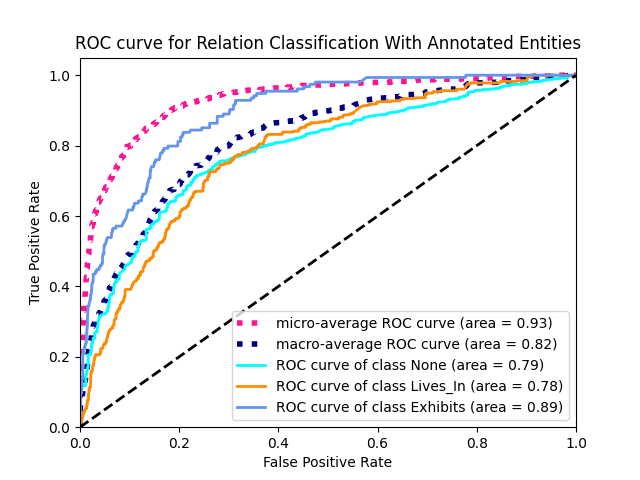 ROC curve for Relation Classification With Annotated Entities
True Positive Rate
1.0
0.8
0.6
0.4
0.2
0.0
micro-average ROC curve (area = 0.93)
macro-average ROC curve (area = 0.82)
ROC curve of class None (area = 0.79)
ROC curve of class Lives_In (area = 0.78)
ROC curve of class Exhibits (area = 0.89)
0.0 0.2 0.4 0.6 0.8 1.0
False Positive Rate